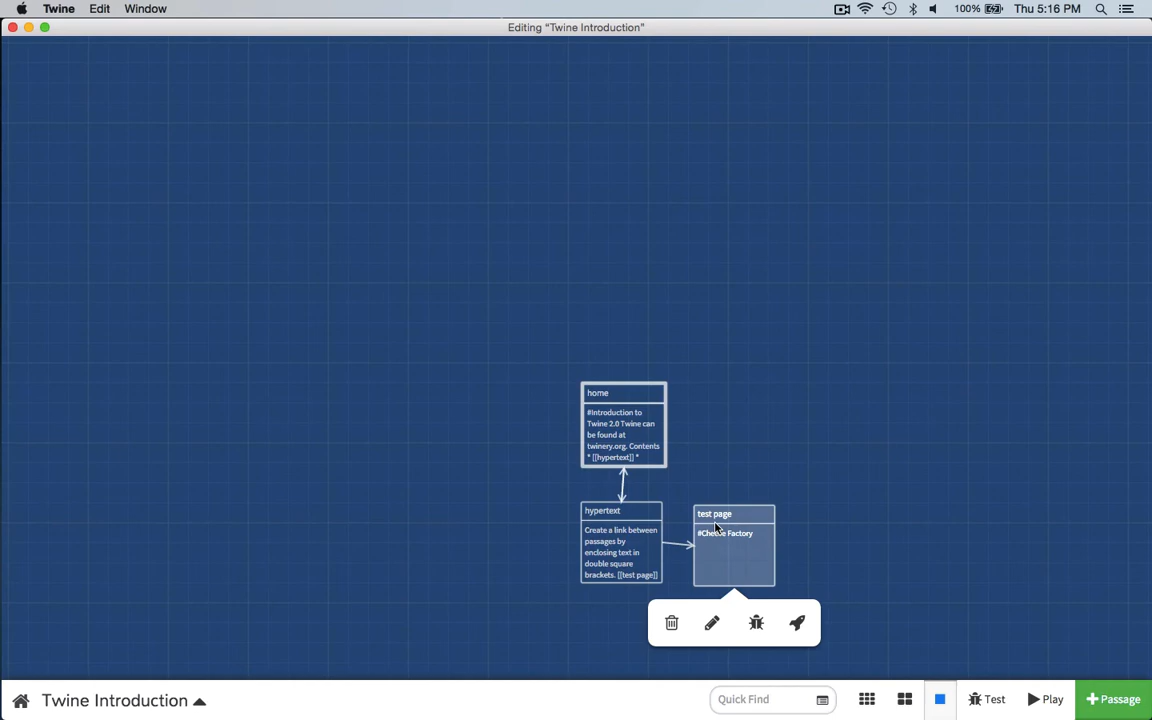 Twine Edit Window 100% Thu 5:16 PM
Editing "Twine Introduction"
home
#Introduction to
Twine 2.0 Twine can
be found at
twinery.org. Contents
* [[hypertext]] *
hypertext
Create a link between
passages by
enclosing text in
double square
brackets. [[test page]]
test page
#Cheese Factory
Twine Introduction
Quick Find
Test
Play
+Passage